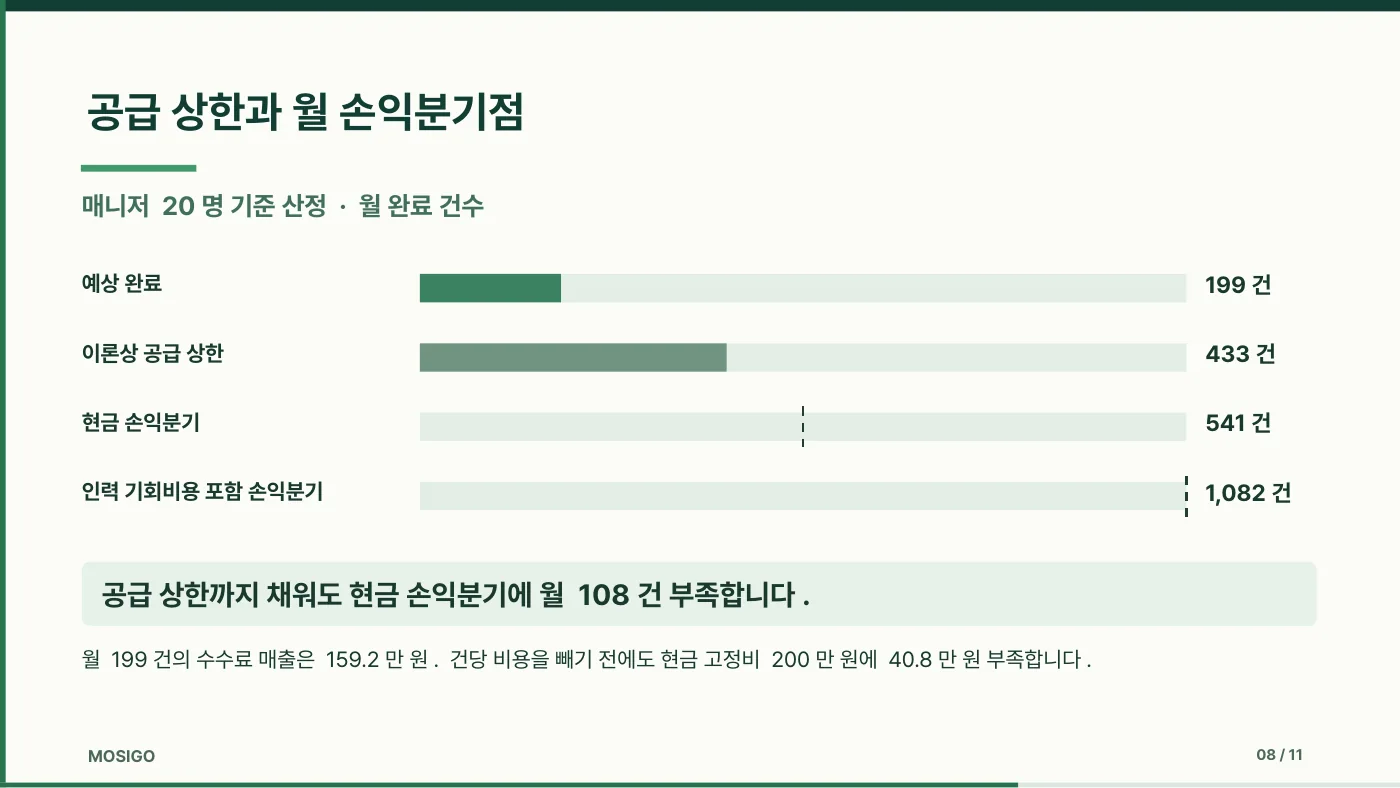 공급 상한과 월 손익분기점
매니저 20 명 기준 산정 · 월 완료 건수
예상 완료 199 건
이론상 공급 상한 433 건
현금 손익분기 541 건
인력 기회비용 포함 손익분기 1,082 건
공급 상한까지 채워도 현금 손익분기에 월 108 건 부족합니다 .
월 199 건의 수수료 매출은 159.2 만 원 . 건당 비용을 빼기 전에도 현금 고정비 200 만 원에 40.8 만 원 부족합니다 .
MOSIGO 08 / 11